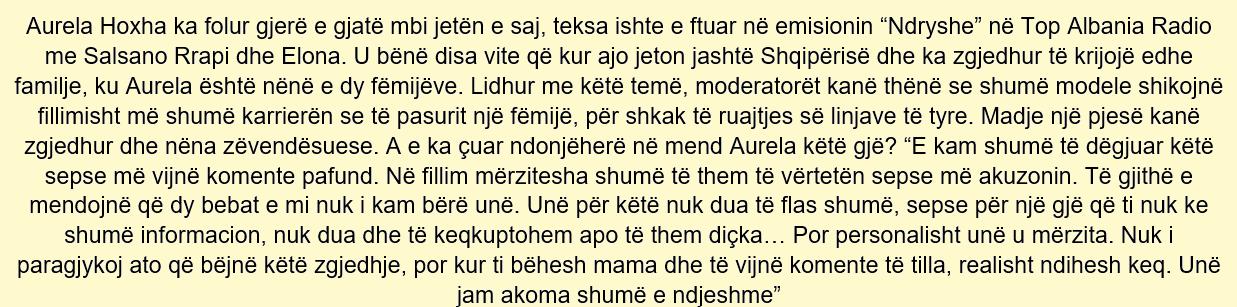 Aurela Hoxha ka folur gjerë e gjatë mbi jetën e saj, teksa ishte e ftuar në emisionin “Ndryshe” në Top Albania Radio
me Salsano Rrapi dhe Elona. U bënë disa vite që kur ajo jeton jashtë Shqipërisë dhe ka zgjedhur të krijojë edhe
familje, ku Aurela është nënë e dy fëmijëve. Lidhur me këtë temë, moderatorët kanë thënë se shumë modele shikojnë
fillimisht më shumë karrierën se të pasurit një fëmijë, për shkak të ruajtjes së linjave të tyre. Madje një pjesë kanë
zgjedhur dhe nëna zëvendësuese. A e ka çuar ndonjëherë në mend Aurela këtë gjë? “E kam shumë të dëgjuar këtë
sepse më vijnë komente pafund. Në fillim mërzitesha shumë të them të vërtetën sepse më akuzonin. Të gjithë e
mendojnë që dy bebat e mi nuk i kam bërë unë. Unë për këtë nuk dua të flas shumë, sepse për një gjë që ti nuk ke
shumë informacion, nuk dua dhe të keqkuptohem apo të them diçka… Por personalisht unë u mërzita. Nuk i
paragjykoj ato që bëjnë këtë zgjedhje, por kur ti bëhesh mama dhe të vijnë komente të tilla, realisht ndihesh keq. Unë
jam akoma shumë e ndjeshme”